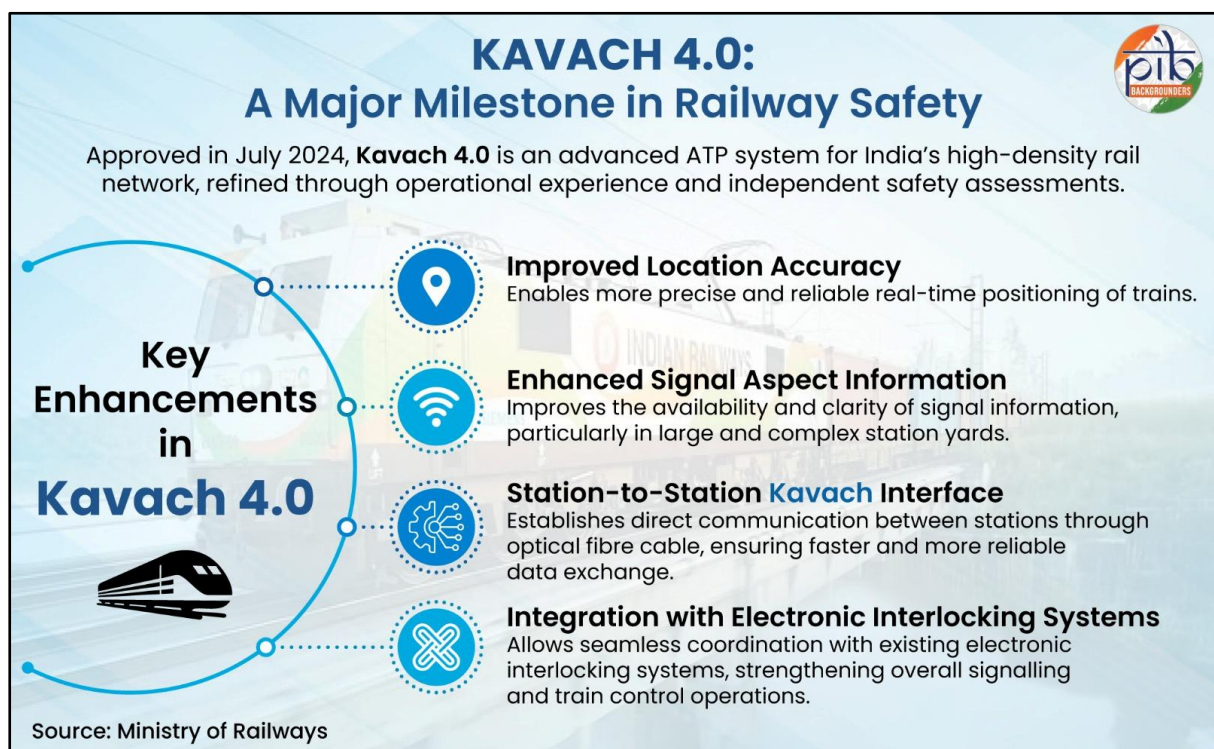 KAVACH 4.0:
A Major Milestone in Railway Safety
pib
BACKGROUNDERS
Approved in July 2024, Kavach 4.0 is an advanced ATP system for India's high-density rail
network, refined through operational experience and independent safety assessments.
Key
Enhancements
in
Kavach 4.0
Improved Location Accuracy
Enables more precise and reliable real-time positioning of trains.
INDIAN RAILWAYS
Enhanced Signal Aspect Information
Improves the availability and clarity of signal information,
particularly in large and complex station yards.
Station-to-Station Kavach Interface
Establishes direct communication between stations through
optical fibre cable, ensuring faster and more reliable
data exchange.
Integration with Electronic Interlocking Systems
Allows seamless coordination with existing electronic
interlocking systems, strengthening overall signalling
and train control operations.
Source: Ministry of Railways